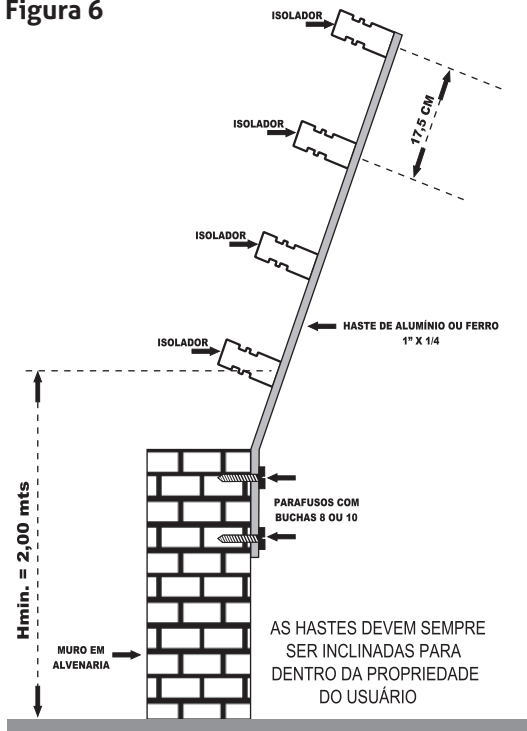 Figura 6
ISOLADOR
17,5 CM
ISOLADOR
ISOLADOR
HASTE DE ALUMÍNIO OU FERRO
1" X 1/4
ISOLADOR
Hmin. = 2,00 mts
PARAFUSOS COM
BUCHAS 8 OU 10
MURO EM
ALVENARIA
AS HASTES DEVEM SEMPRE
SER INCLINADAS PARA
DENTRO DA PROPRIEDADE
DO USUÁRIO